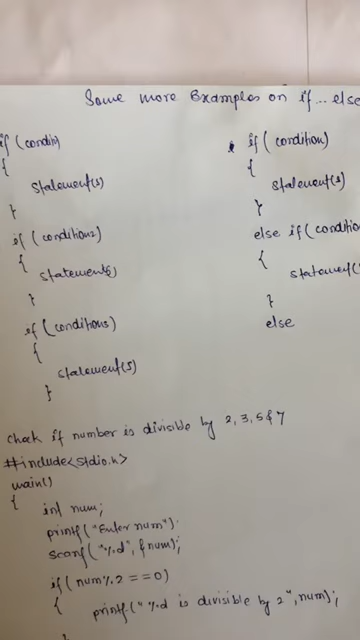 Some more Examples on if... else
if (condit1)
{
statement(s)
}
if (condition2)
{
statement(s)
}
if (conditions)
{
statement(s)
}
if (condition)
{
statement(s)
}
else if (conditio
{
statement(
}
else
Check if number is divisible by 2, 3, 5 & 7
#include<stdio.h>
main()
{
int num;
printf("Enter num");
scanf("%d", &num);
if (num%2 == 0)
{
printf("%d is divisible by 2", num);